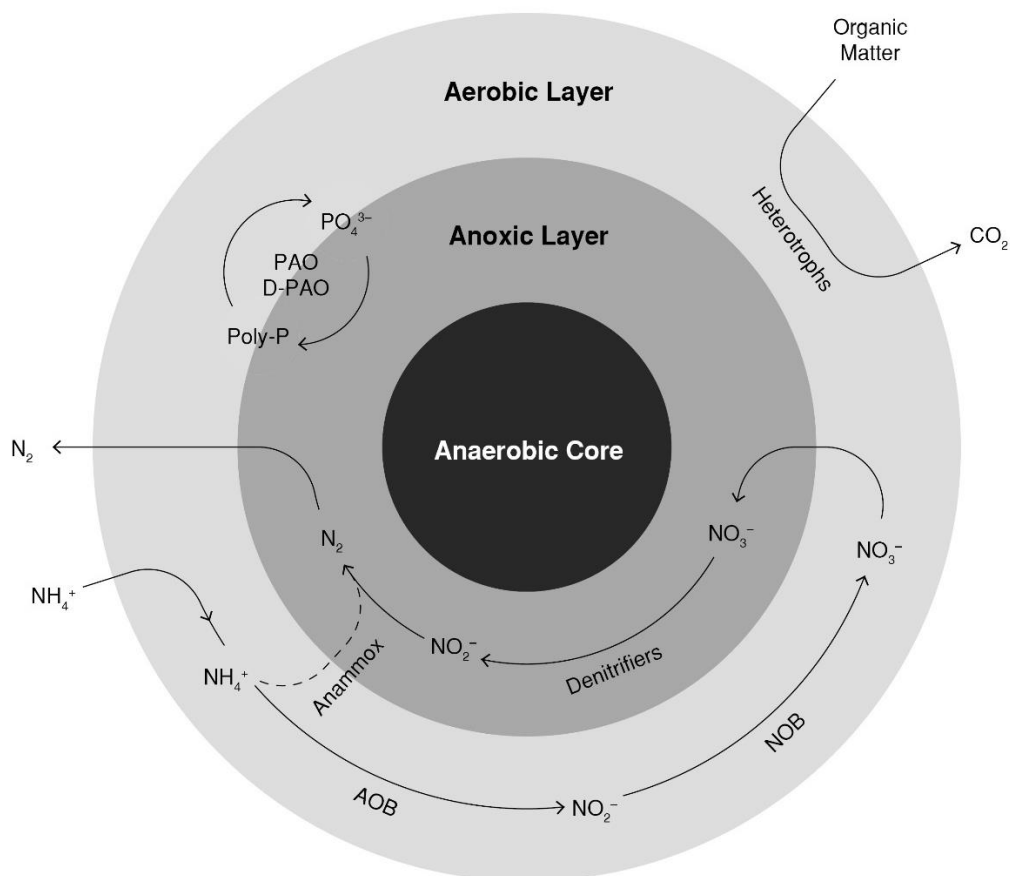 Organic
Matter
Aerobic Layer
Heterotrophs
CO₂
PO₄³⁻
PAO
D-PAO
Poly-P
Anoxic Layer
Anaerobic Core
N₂
N₂
NO₃⁻
NO₃⁻
NH₄⁺
NH₄⁺
Anammox
NO₂⁻
Denitrifiers
AOB
NO₂⁻
NOB